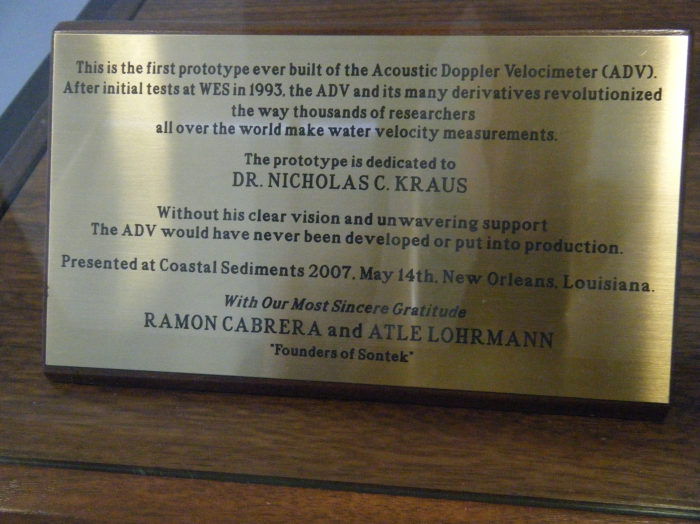 This is the first prototype ever built of the Acoustic Doppler Velocimeter (ADV).
After initial tests at WES in 1993, the ADV and its many derivatives revolutionized
the way thousands of researchers
all over the world make water velocity measurements.
The prototype is dedicated to
DR. NICHOLAS C. KRAUS
Without his clear vision and unwavering support
The ADV would have never been developed or put into production.
Presented at Coastal Sediments 2007, May 14th, New Orleans, Louisiana.
With Our Most Sincere Gratitude
RAMON CABRERA and ATLE LOHRMANN
"Founders of Sontek"